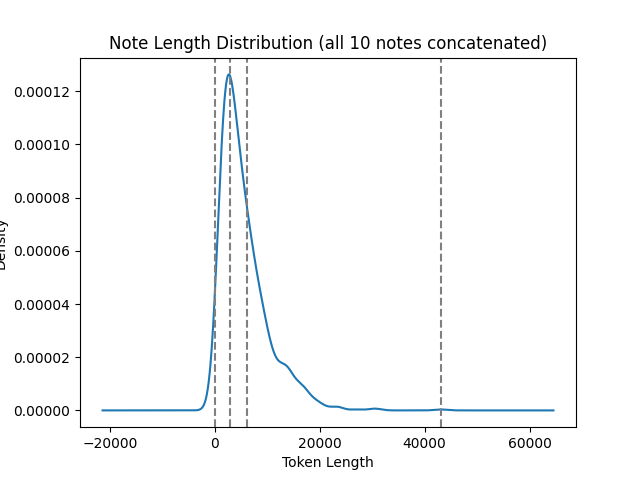 Note Length Distribution (all 10 notes concatenated)
0.00012
0.00010
0.00008
0.00006
0.00004
0.00002
0.00000
Density
−20000 0 20000 40000 60000
Token Length